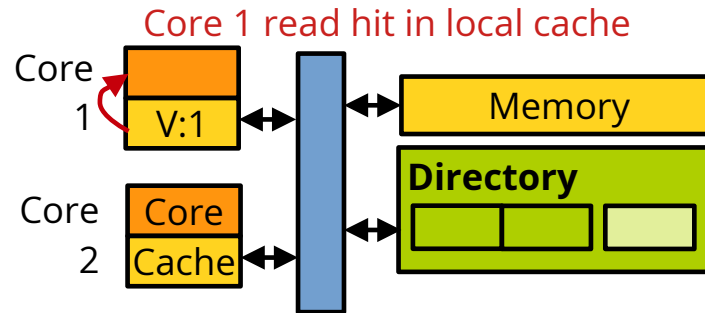 Core 1 read hit in local cache
Core
1
V:1
Memory
Directory
Core
2
Core
Cache